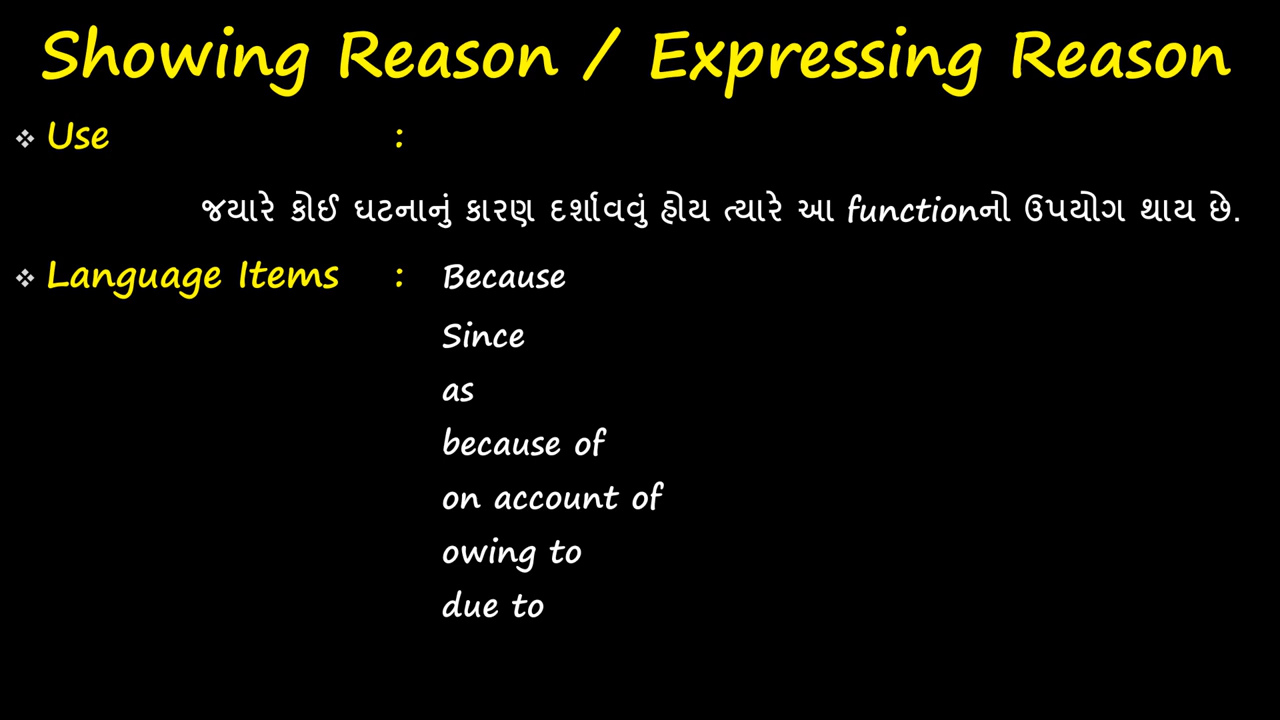 Showing Reason / Expressing Reason
❖ Use :
જયારે કોઈ ઘટનાનું કારણ દર્શાવવું હોય ત્યારે આ functionનો ઉપયોગ થાય છે.
❖ Language Items : Because
Since
as
because of
on account of
owing to
due to